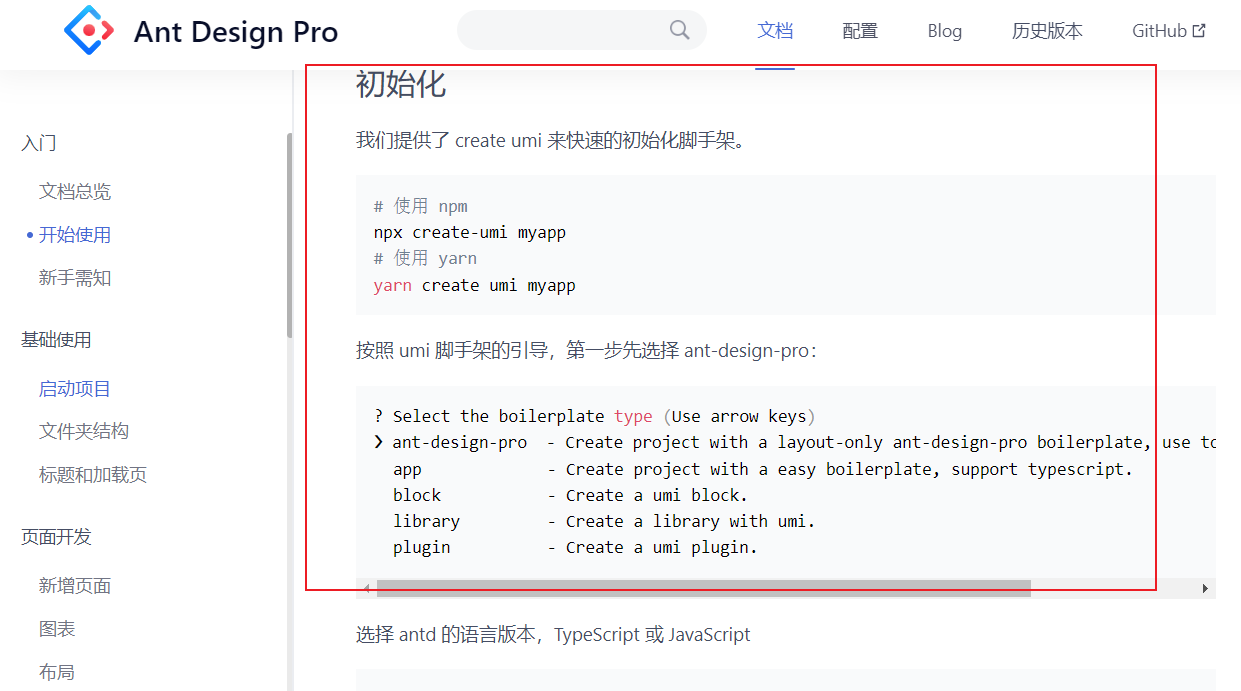 Ant Design Pro
文档
配置
Blog
历史版本
GitHub
入门
文档总览
开始使用
新手需知
基础使用
启动项目
文件夹结构
标题和加载页
页面开发
新增页面
图表
布局
初始化
我们提供了 create umi 来快速的初始化脚手架。
# 使用 npm
npx create-umi myapp
# 使用 yarn
yarn create umi myapp
按照 umi 脚手架的引导，第一步先选择 ant-design-pro：
? Select the boilerplate type (Use arrow keys)
❯ ant-design-pro - Create project with a layout-only ant-design-pro boilerplate, use to
app - Create project with a easy boilerplate, support typescript.
block - Create a umi block.
library - Create a library with umi.
plugin - Create a umi plugin.
选择 antd 的语言版本，TypeScript 或 JavaScript